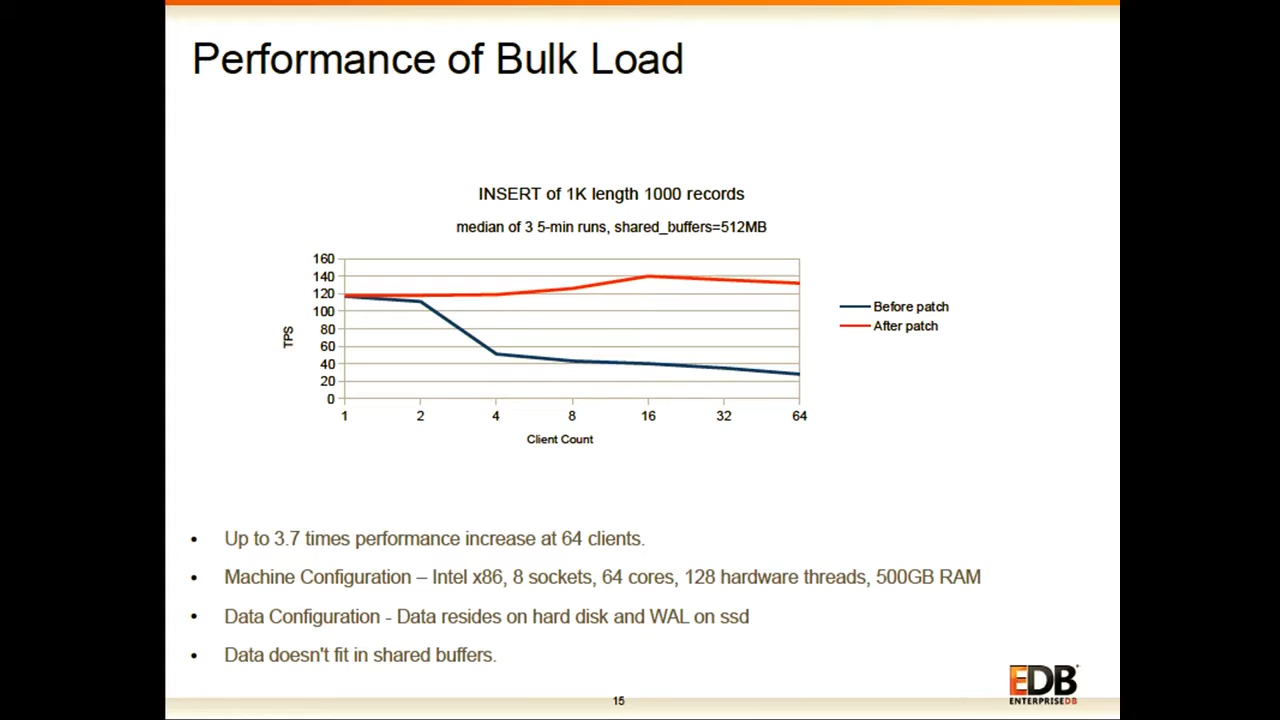 Performance of Bulk Load
INSERT of 1K length 1000 records
median of 3 5-min runs, shared_buffers=512MB
160
140
120
100
80
60
40
20
0
TPS
1 2 4 8 16 32 64
Client Count
Before patch
After patch
• Up to 3.7 times performance increase at 64 clients.
• Machine Configuration – Intel x86, 8 sockets, 64 cores, 128 hardware threads, 500GB RAM
• Data Configuration - Data resides on hard disk and WAL on ssd
• Data doesn't fit in shared buffers.
EDB
ENTERPRISEDB
15